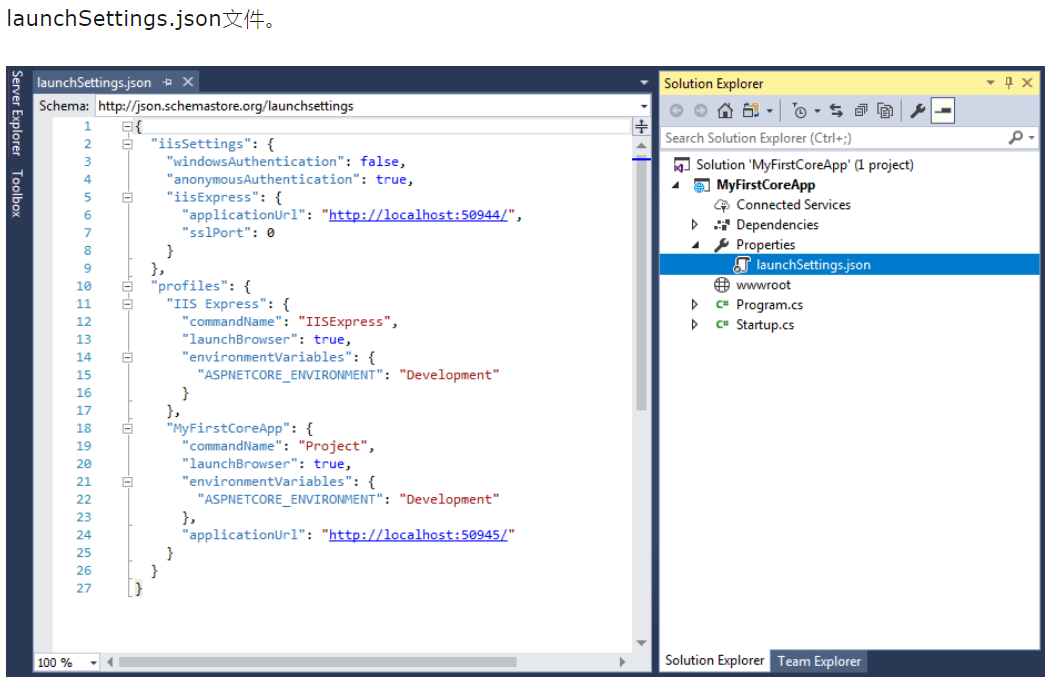 launchSettings.json文件。
Server Explorer
Toolbox
launchSettings.json
Schema: http://json.schemastore.org/launchsettings
1 {
2 "iisSettings": {
3 "windowsAuthentication": false,
4 "anonymousAuthentication": true,
5 "iisExpress": {
6 "applicationUrl": "http://localhost:50944/",
7 "sslPort": 0
8 }
9 },
10 "profiles": {
11 "IIS Express": {
12 "commandName": "IISExpress",
13 "launchBrowser": true,
14 "environmentVariables": {
15 "ASPNETCORE_ENVIRONMENT": "Development"
16 }
17 },
18 "MyFirstCoreApp": {
19 "commandName": "Project",
20 "launchBrowser": true,
21 "environmentVariables": {
22 "ASPNETCORE_ENVIRONMENT": "Development"
23 },
24 "applicationUrl": "http://localhost:50945/"
25 }
26 }
27 }
100 %
Solution Explorer
Search Solution Explorer (Ctrl+;)
Solution 'MyFirstCoreApp' (1 project)
MyFirstCoreApp
Connected Services
Dependencies
Properties
launchSettings.json
wwwroot
C# Program.cs
C# Startup.cs
Solution Explorer Team Explorer